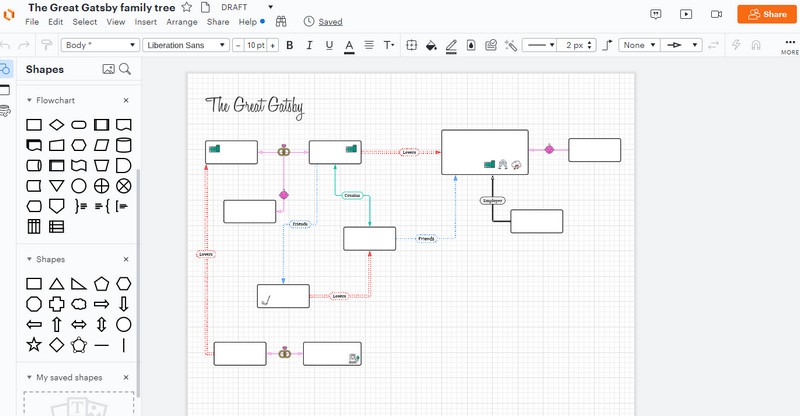 The Great Gatsby family tree
DRAFT
File Edit Select View Insert Arrange Share Help
Saved
Share
Body *
Liberation Sans
– 10 pt +
B I U A T
2 px
None
MORE
Shapes
Flowchart
The Great Gatsby
Lovers
Cousins
Employer
Friends
Friends
Shapes
Lovers
Lovers
My saved shapes